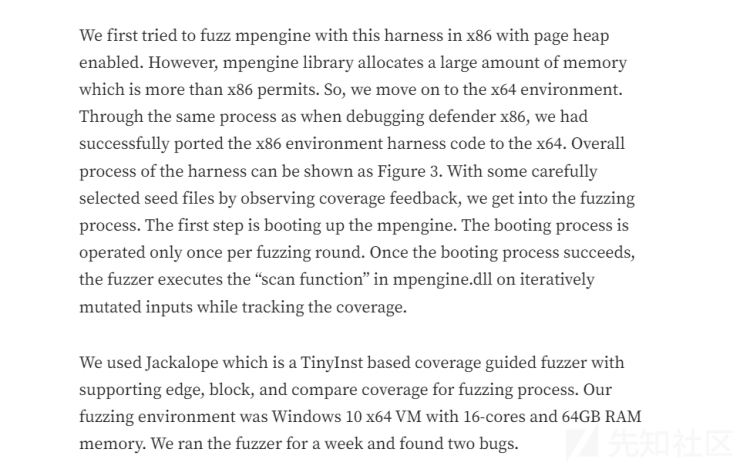 We first tried to fuzz mpengine with this harness in x86 with page heap
enabled. However, mpengine library allocates a large amount of memory
which is more than x86 permits. So, we move on to the x64 environment.
Through the same process as when debugging defender x86, we had
successfully ported the x86 environment harness code to the x64. Overall
process of the harness can be shown as Figure 3. With some carefully
selected seed files by observing coverage feedback, we get into the fuzzing
process. The first step is booting up the mpengine. The booting process is
operated only once per fuzzing round. Once the booting process succeeds,
the fuzzer executes the “scan function” in mpengine.dll on iteratively
mutated inputs while tracking the coverage.
We used Jackalope which is a TinyInst based coverage guided fuzzer with
supporting edge, block, and compare coverage for fuzzing process. Our
fuzzing environment was Windows 10 x64 VM with 16-cores and 64GB RAM
memory. We ran the fuzzer for a week and found two bugs.
先知社区